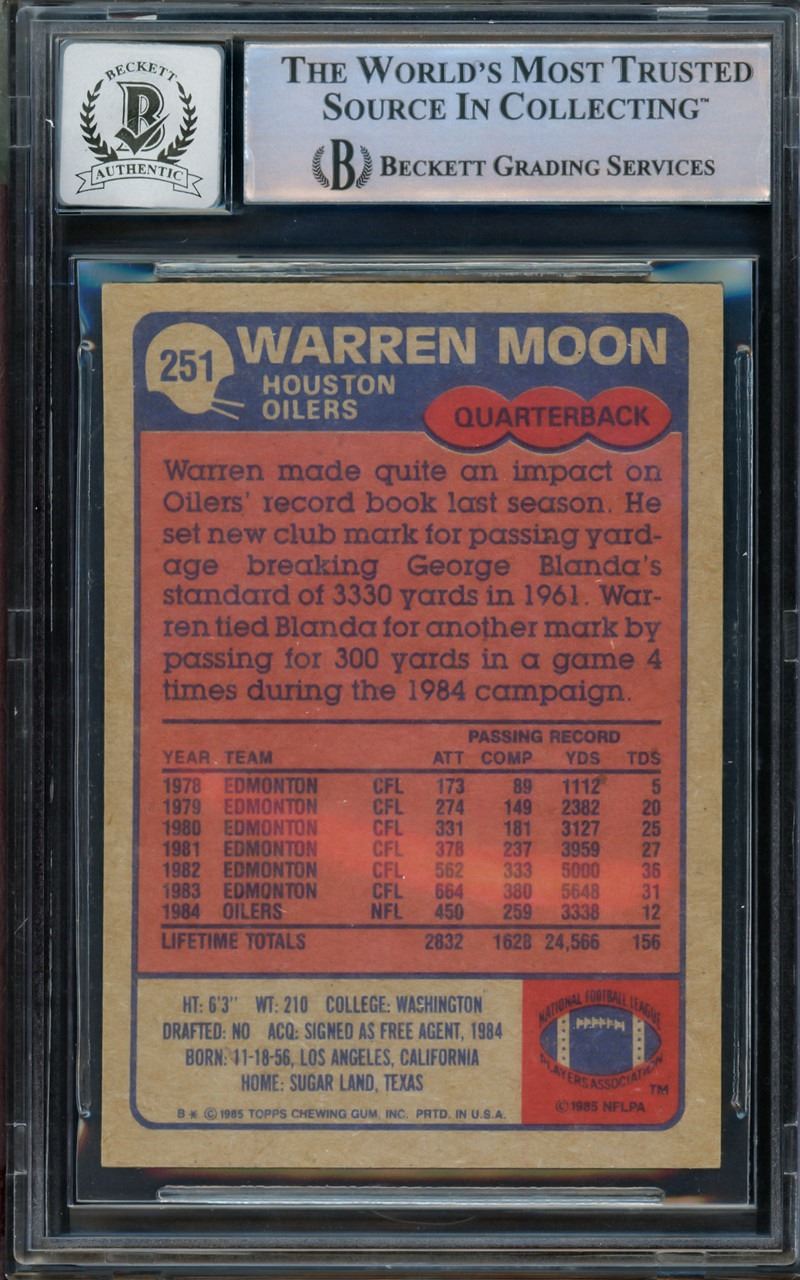 BECKETT
B
AUTHENTIC
THE WORLD'S MOST TRUSTED
SOURCE IN COLLECTING™
B BECKETT GRADING SERVICES
251
WARREN MOON
HOUSTON
OILERS
QUARTERBACK
Warren made quite an impact on
Oilers' record book last season. He
set new club mark for passing yard-
age breaking George Blanda's
standard of 3330 yards in 1961. War-
ren tied Blanda for another mark by
passing for 300 yards in a game 4
times during the 1984 campaign.
PASSING RECORD
YEAR TEAM ATT COMP YDS TDS
1978 EDMONTON CFL 173 89 1112 5
1979 EDMONTON CFL 274 149 2382 20
1980 EDMONTON CFL 331 181 3127 25
1981 EDMONTON CFL 378 237 3959 27
1982 EDMONTON CFL 562 333 5000 36
1983 EDMONTON CFL 664 380 5648 31
1984 OILERS NFL 450 259 3338 12
LIFETIME TOTALS 2832 1628 24,566 156
HT: 6'3" WT: 210 COLLEGE: WASHINGTON
DRAFTED: NO ACQ: SIGNED AS FREE AGENT, 1984
BORN: 11-18-56, LOS ANGELES, CALIFORNIA
HOME: SUGAR LAND, TEXAS
B* © 1985 TOPPS CHEWING GUM, INC. PRTD. IN U.S.A.
NATIONAL FOOTBALL LEAGUE
PLAYERS ASSOCIATION
™
© 1985 NFLPA